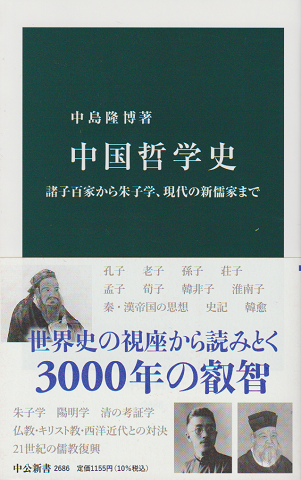 中島隆博著
中国哲学史
諸子百家から朱子学、現代の新儒家まで
孔子　老子　孫子　荘子
孟子　荀子　韓非子　淮南子
秦・漢帝国の思想　史記　韓愈
世界史の視座から読みとく
3000年の叡智
朱子学　陽明学　清の考証学
仏教・キリスト教・西洋近代との対決
21世紀の儒教復興
中公新書 2686 定価1155円(10%税込)